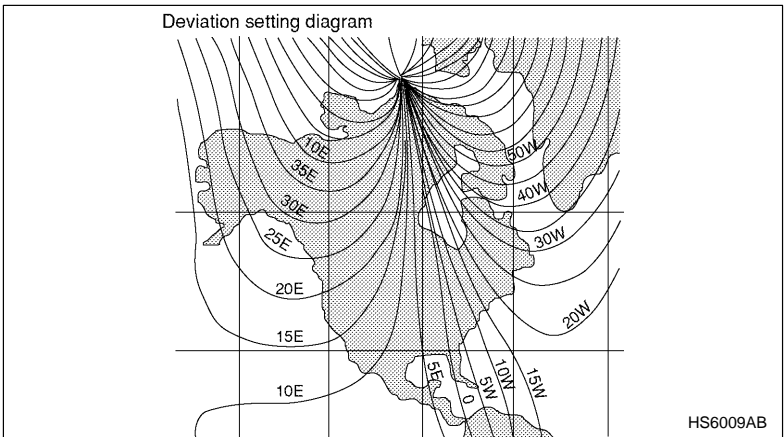 Deviation setting diagram
10E
35E
30E
25E
20E
15E
10E
50W
40W
30W
20W
5E
0
5W
10W
15W
HS6009AB